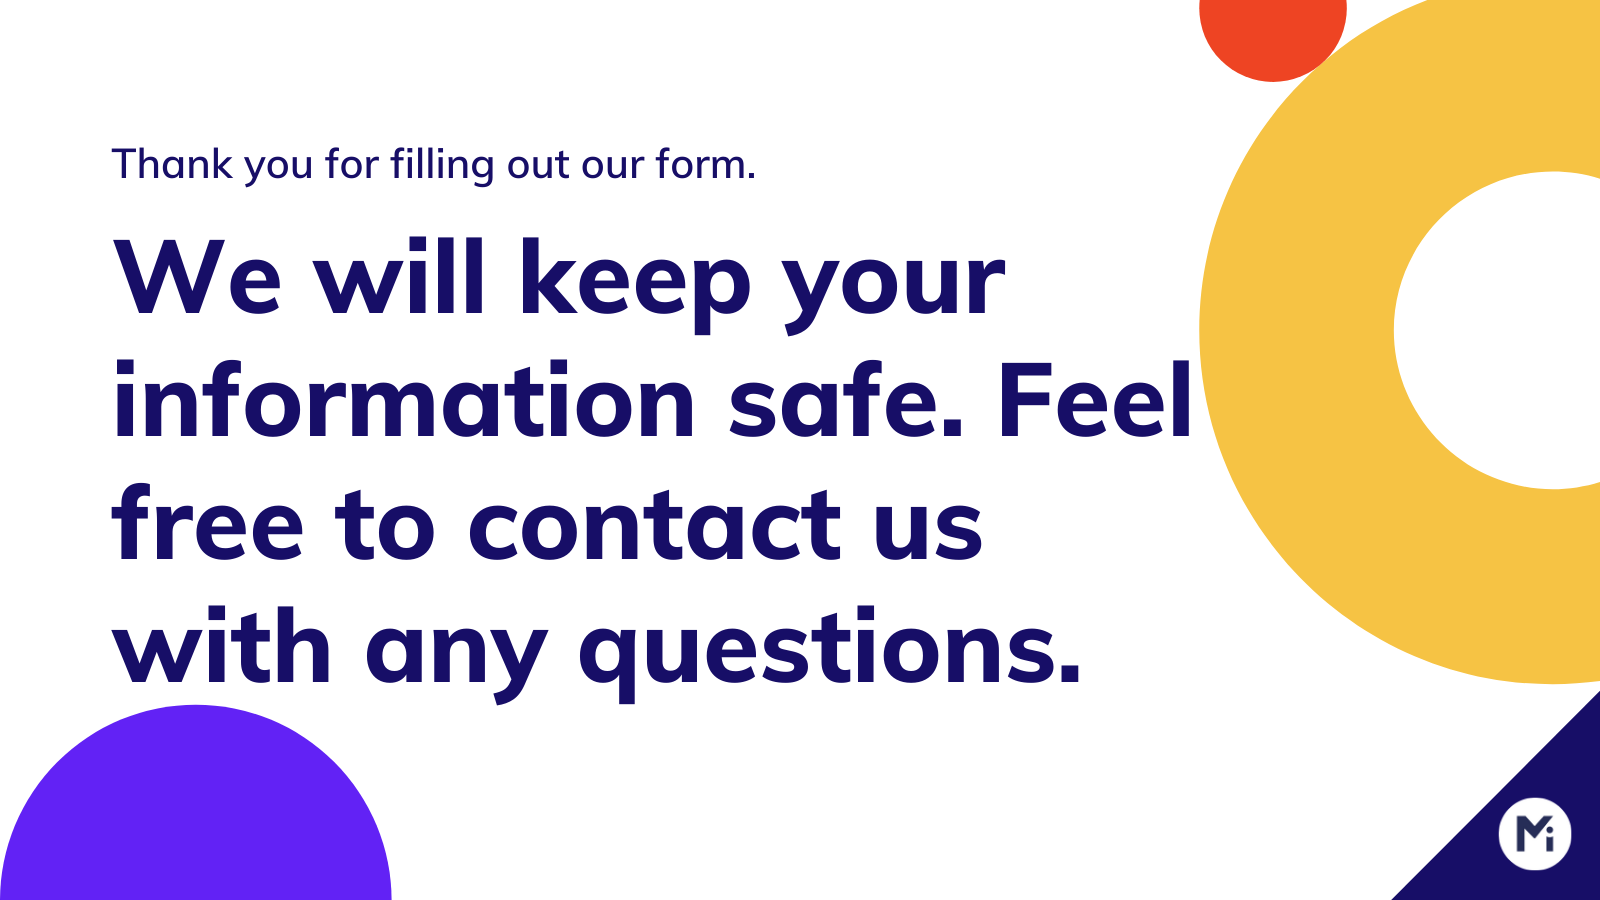 Thank you for filling out our form.
We will keep your
information safe. Feel
free to contact us
with any questions.
Mi